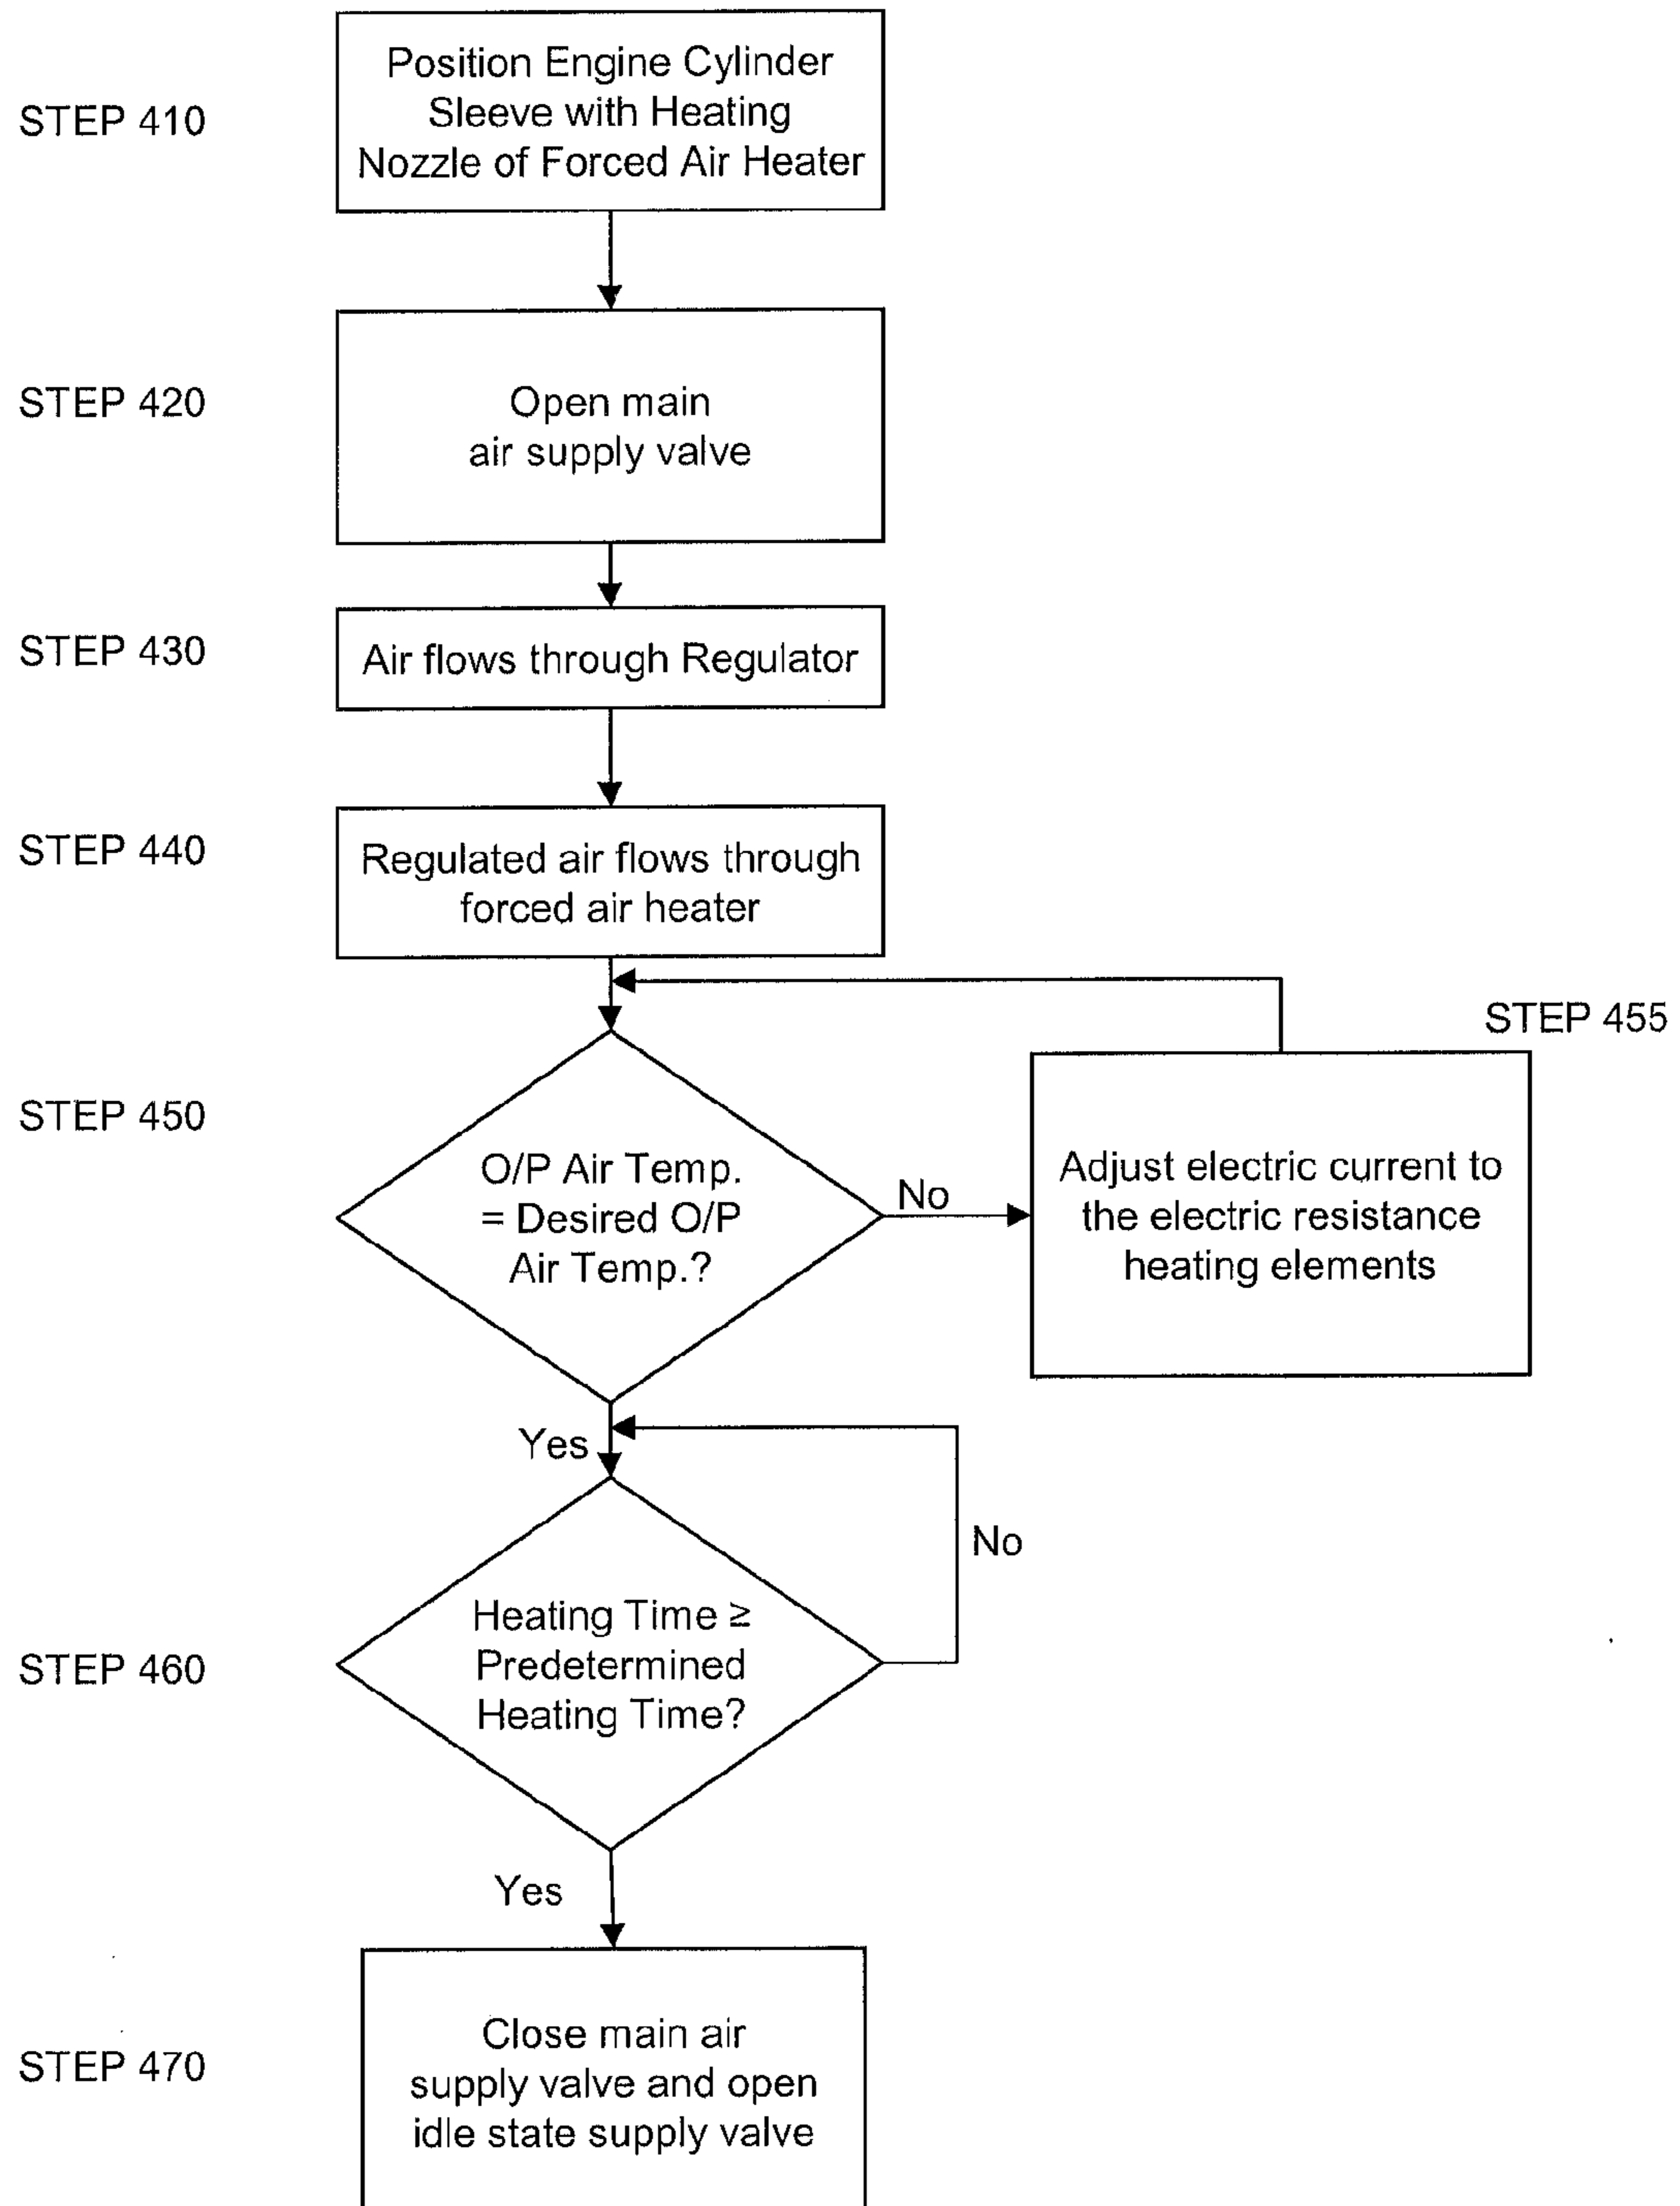 STEP 410
Position Engine Cylinder
Sleeve with Heating
Nozzle of Forced Air Heater
STEP 420
Open main
air supply valve
STEP 430
Air flows through Regulator
STEP 440
Regulated air flows through
forced air heater
STEP 450
O/P Air Temp.
= Desired O/P
Air Temp.?
No
STEP 455
Adjust electric current to
the electric resistance
heating elements
Yes
STEP 460
Heating Time ≥
Predetermined
Heating Time?
No
Yes
STEP 470
Close main air
supply valve and open
idle state supply valve